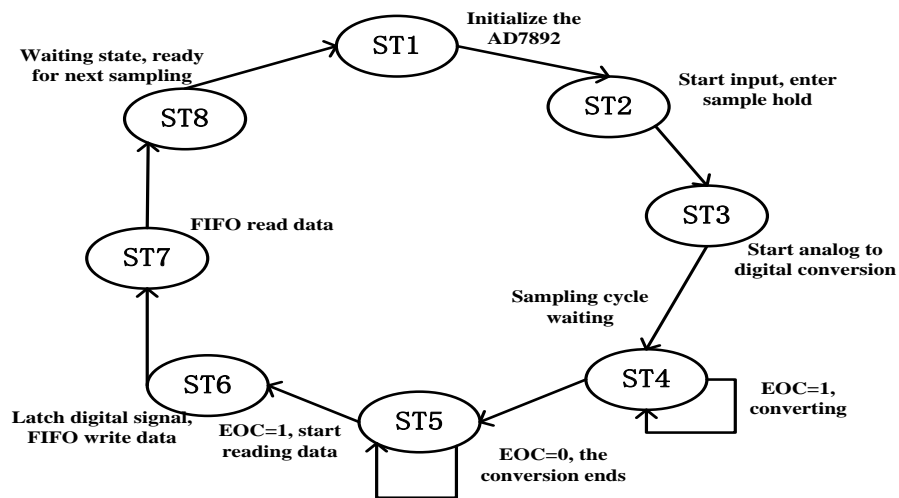 ST1
Initialize the
AD7892
ST2
Start input, enter
sample hold
ST3
Start analog to
digital conversion
Sampling cycle
waiting
ST4
EOC=1,
converting
ST5
EOC=0, the
conversion ends
EOC=1, start
reading data
ST6
Latch digital signal,
FIFO write data
ST7
FIFO read data
ST8
Waiting state, ready
for next sampling